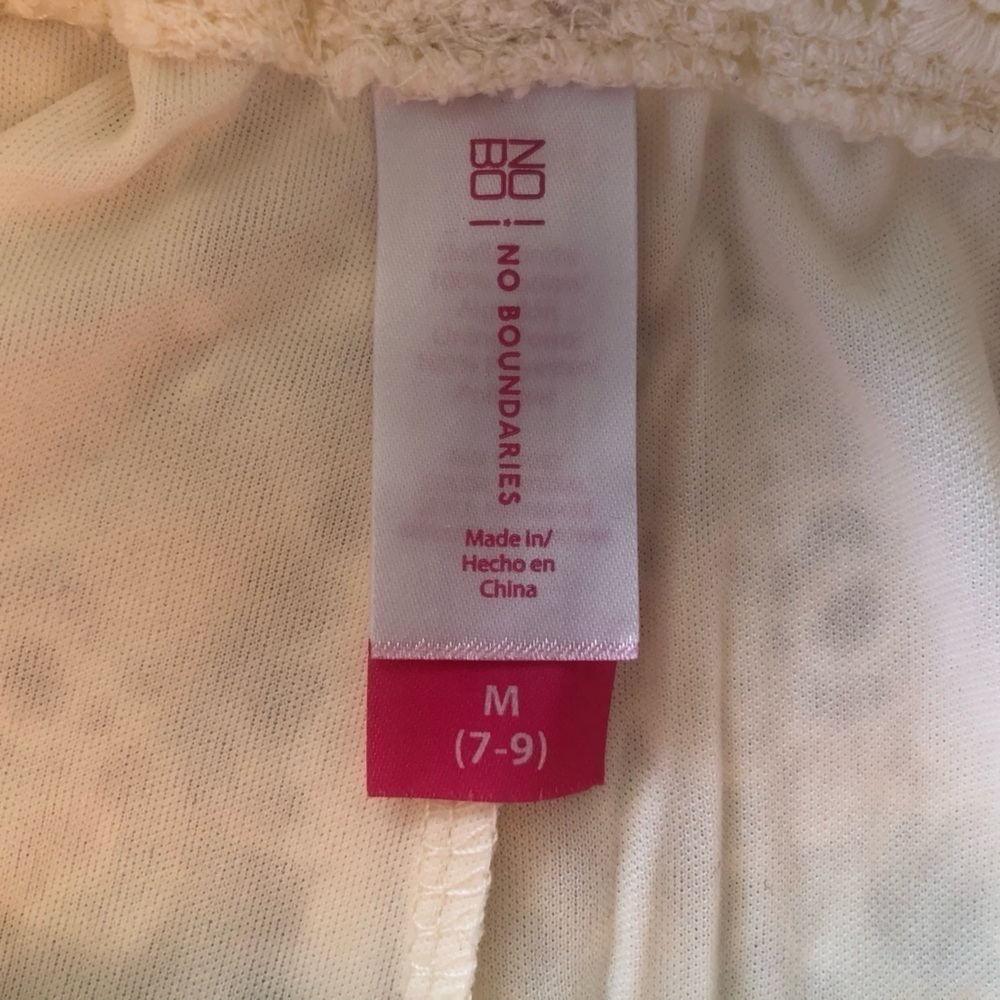 NO
BO
NO BOUNDARIES
Made in/
Hecho en
China
M
(7-9)